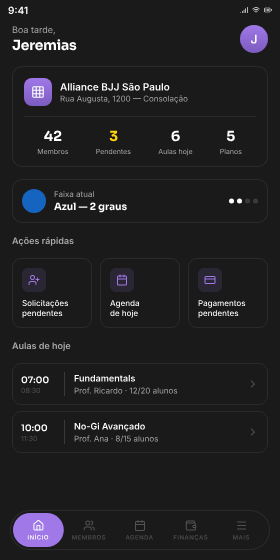 9:41
Boa tarde,
Jeremias
J
Alliance BJJ São Paulo
Rua Augusta, 1200 — Consolação
42 3 6 5
Membros Pendentes Aulas hoje Planos
Faixa atual
Azul — 2 graus
Ações rápidas
Solicitações pendentes
Agenda de hoje
Pagamentos pendentes
Aulas de hoje
07:00 Fundamentals
08:30 Prof. Ricardo · 12/20 alunos
10:00 No-Gi Avançado
11:30 Prof. Ana · 8/15 alunos
INÍCIO MEMBROS AGENDA FINANÇAS MAIS